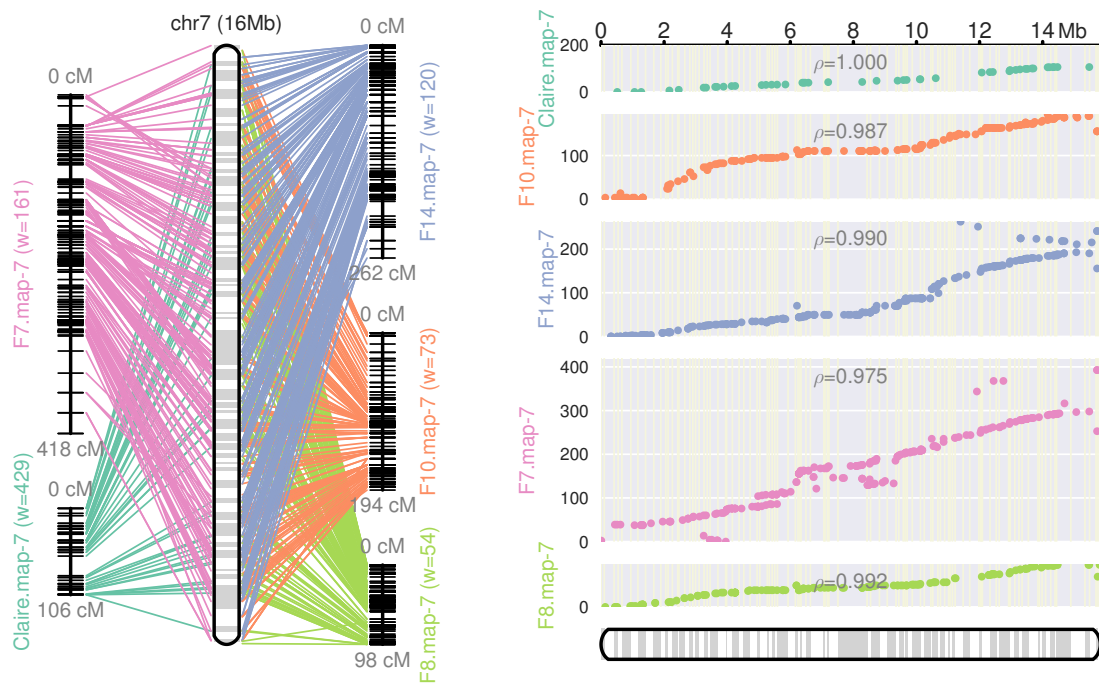 chr7 (16Mb)
0 cM
F7.map-7 (w=161)
418 cM
0 cM
Claire.map-7 (w=429)
106 cM
0 cM
F14.map-7 (w=120)
262 cM
0 cM
F10.map-7 (w=73)
194 cM
0 cM
F8.map-7 (w=54)
98 cM
0 2 4 6 8 10 12 14 Mb
Claire.map-7
200
0
ρ=1.000
F10.map-7
100
0
ρ=0.987
F14.map-7
200
100
0
ρ=0.990
F7.map-7
400
300
200
100
0
ρ=0.975
F8.map-7
0
ρ=0.992